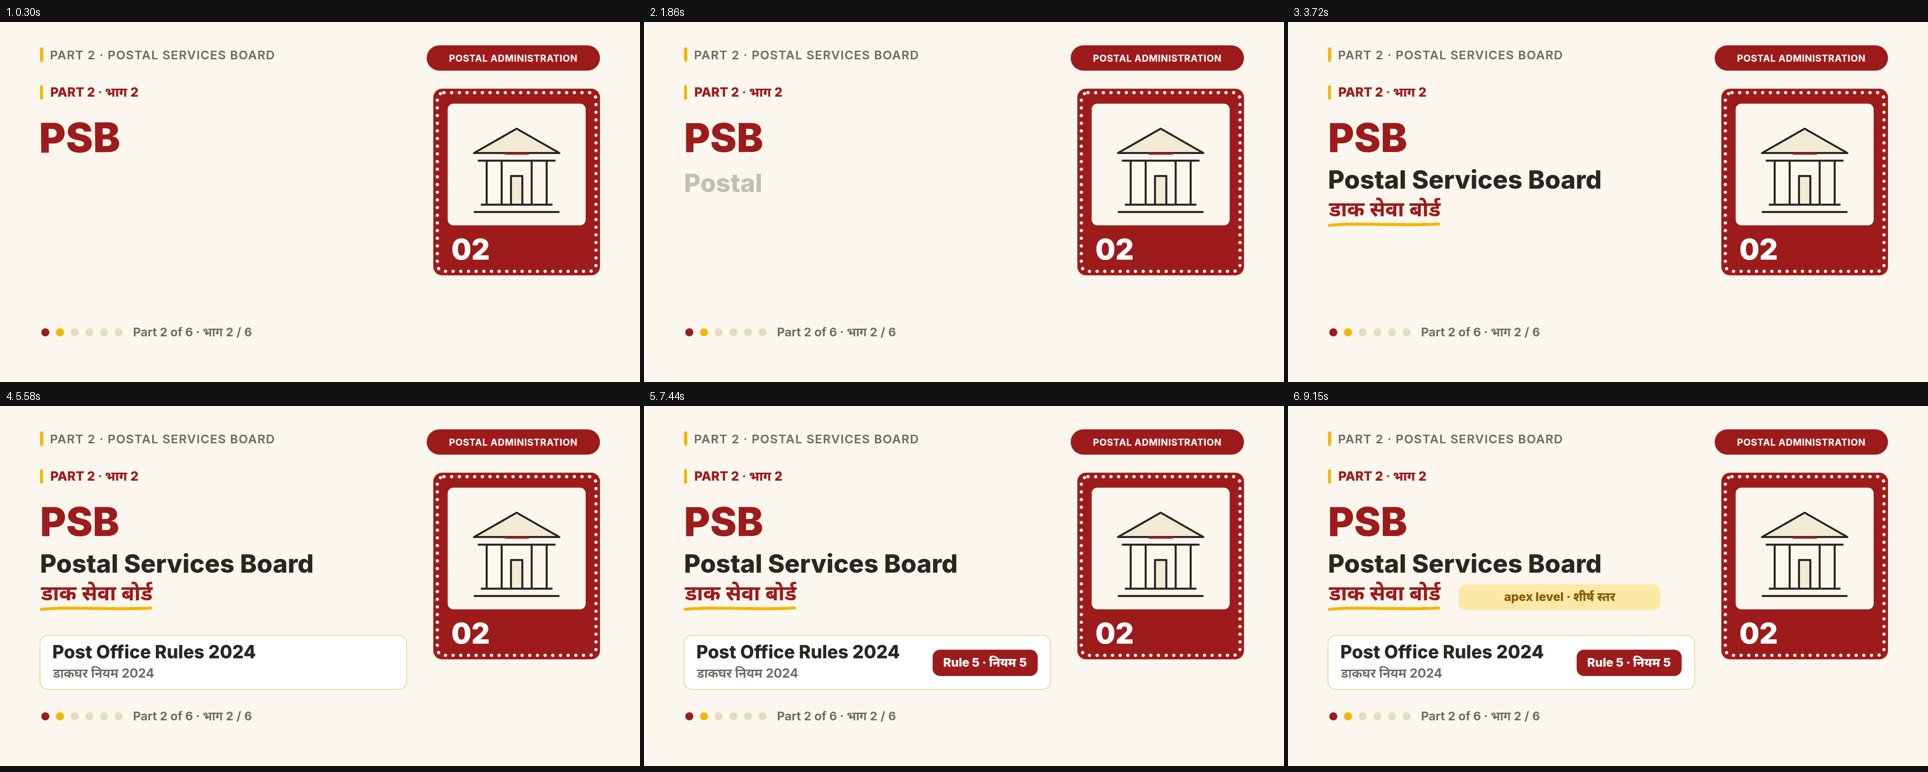 1. 0.30s
PART 2 · POSTAL SERVICES BOARD
POSTAL ADMINISTRATION
PART 2 · भाग 2
PSB
02
Part 2 of 6 · भाग 2 / 6
2. 1.86s
PART 2 · POSTAL SERVICES BOARD
POSTAL ADMINISTRATION
PART 2 · भाग 2
PSB
Postal
02
Part 2 of 6 · भाग 2 / 6
3. 3.72s
PART 2 · POSTAL SERVICES BOARD
POSTAL ADMINISTRATION
PART 2 · भाग 2
PSB
Postal Services Board
डाक सेवा बोर्ड
02
Part 2 of 6 · भाग 2 / 6
4. 5.58s
PART 2 · POSTAL SERVICES BOARD
POSTAL ADMINISTRATION
PART 2 · भाग 2
PSB
Postal Services Board
डाक सेवा बोर्ड
02
Post Office Rules 2024
डाकघर नियम 2024
Part 2 of 6 · भाग 2 / 6
5. 7.44s
PART 2 · POSTAL SERVICES BOARD
POSTAL ADMINISTRATION
PART 2 · भाग 2
PSB
Postal Services Board
डाक सेवा बोर्ड
02
Post Office Rules 2024
डाकघर नियम 2024
Rule 5 · नियम 5
Part 2 of 6 · भाग 2 / 6
6. 9.15s
PART 2 · POSTAL SERVICES BOARD
POSTAL ADMINISTRATION
PART 2 · भाग 2
PSB
Postal Services Board
डाक सेवा बोर्ड
apex level · शीर्ष स्तर
02
Post Office Rules 2024
डाकघर नियम 2024
Rule 5 · नियम 5
Part 2 of 6 · भाग 2 / 6